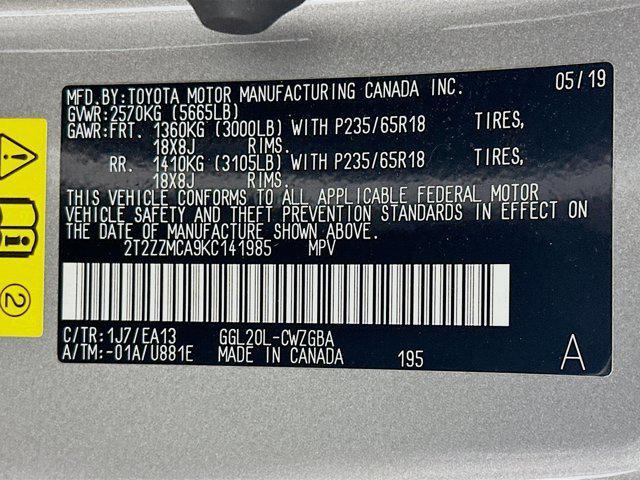 MFD.BY:TOYOTA MOTOR MANUFACTURING CANADA INC. 05/19
GVWR:2570KG (5665LB)
GAWR:FRT. 1360KG (3000LB) WITH P235/65R18 TIRES,
18X8J RIMS.
RR. 1410KG (3105LB) WITH P235/65R18 TIRES,
18X8J RIMS.
THIS VEHICLE CONFORMS TO ALL APPLICABLE FEDERAL MOTOR
VEHICLE SAFETY AND THEFT PREVENTION STANDARDS IN EFFECT ON
THE DATE OF MANUFACTURE SHOWN ABOVE.
2T2ZZMCA9KC141985 MPV
C/TR:1J7/EA13 GGL20L-CWZGBA
A/TM:-01A/U881E MADE IN CANADA 195 A
2